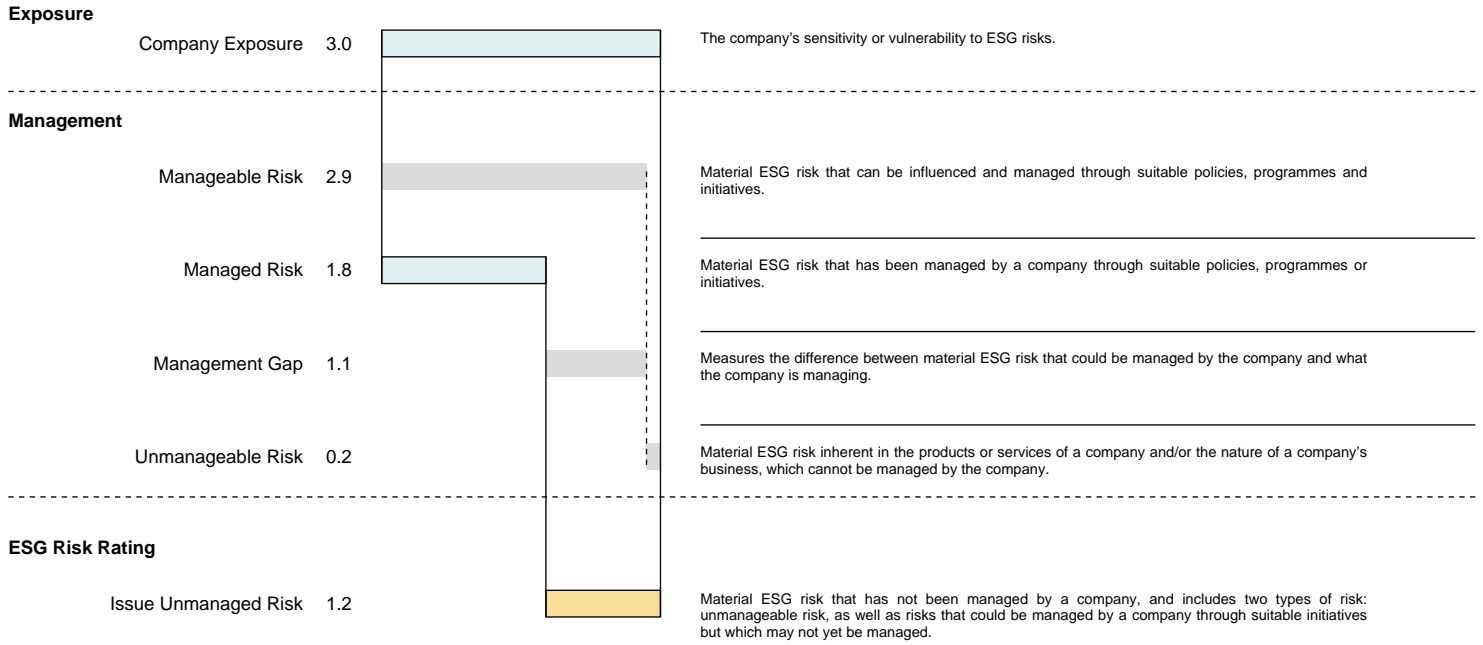 Exposure
Company Exposure 3.0
The company’s sensitivity or vulnerability to ESG risks.
Management
Manageable Risk 2.9
Material ESG risk that can be influenced and managed through suitable policies, programmes and
initiatives.
Managed Risk 1.8
Material ESG risk that has been managed by a company through suitable policies, programmes or
initiatives.
Management Gap 1.1
Measures the difference between material ESG risk that could be managed by the company and what
the company is managing.
Unmanageable Risk 0.2
Material ESG risk inherent in the products or services of a company and/or the nature of a company’s
business, which cannot be managed by the company.
ESG Risk Rating
Issue Unmanaged Risk 1.2
Material ESG risk that has not been managed by a company, and includes two types of risk:
unmanageable risk, as well as risks that could be managed by a company through suitable initiatives
but which may not yet be managed.